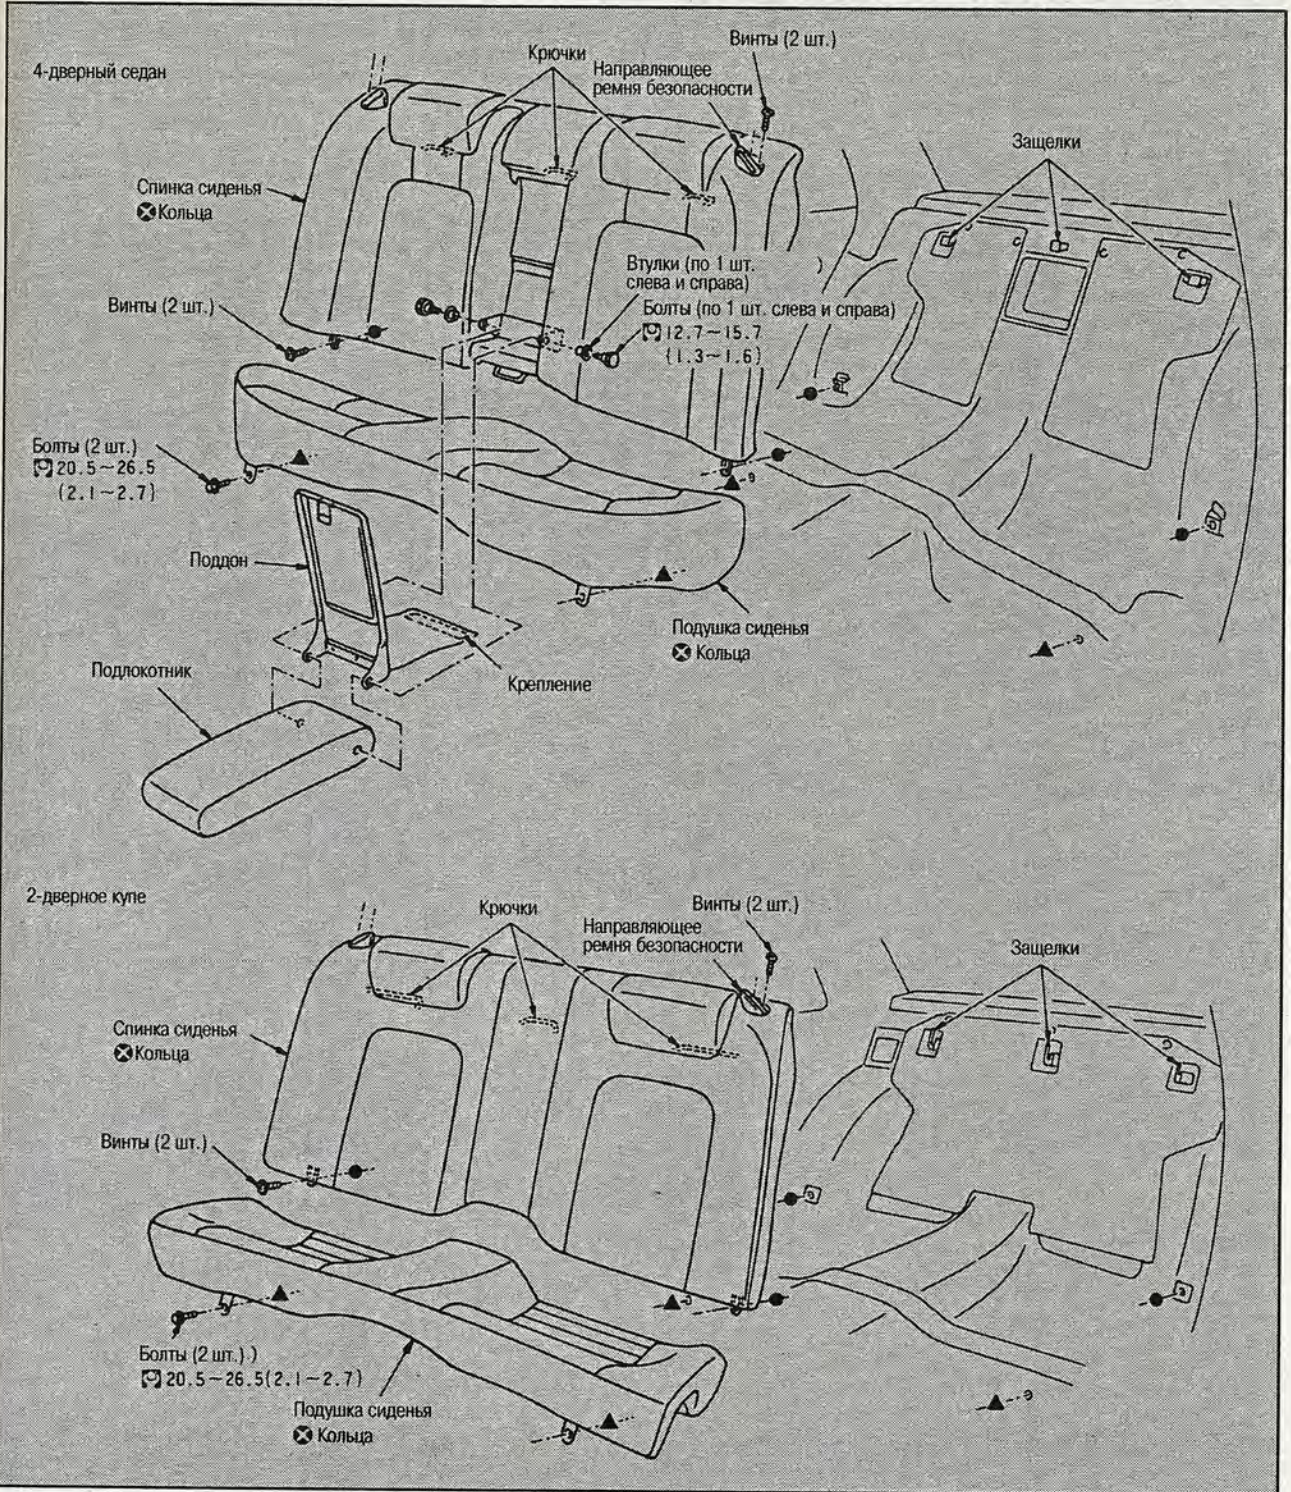 4-дверный седан
Крючки
Винты (2 шт.)
Направляющее
ремня безопасности
Защелки
Спинка сиденья
Кольца
Втулки (по 1 шт.
слева и справа)
)
Винты (2 шт.)
Болты (по 1 шт. слева и справа)
12.7~15.7
(1.3~1.6)
Болты (2 шт.)
20.5~26.5
(2.1~2.7)
Поддон
Подушка сиденья
Кольца
Подлокотник
Крепление
2-дверное купе
Крючки
Винты (2 шт.)
Направляющее
ремня безопасности
Защелки
Спинка сиденья
Кольца
Винты (2 шт.)
Болты (2 шт.) )
20.5~26.5(2.1~2.7)
Подушка сиденья
Кольца